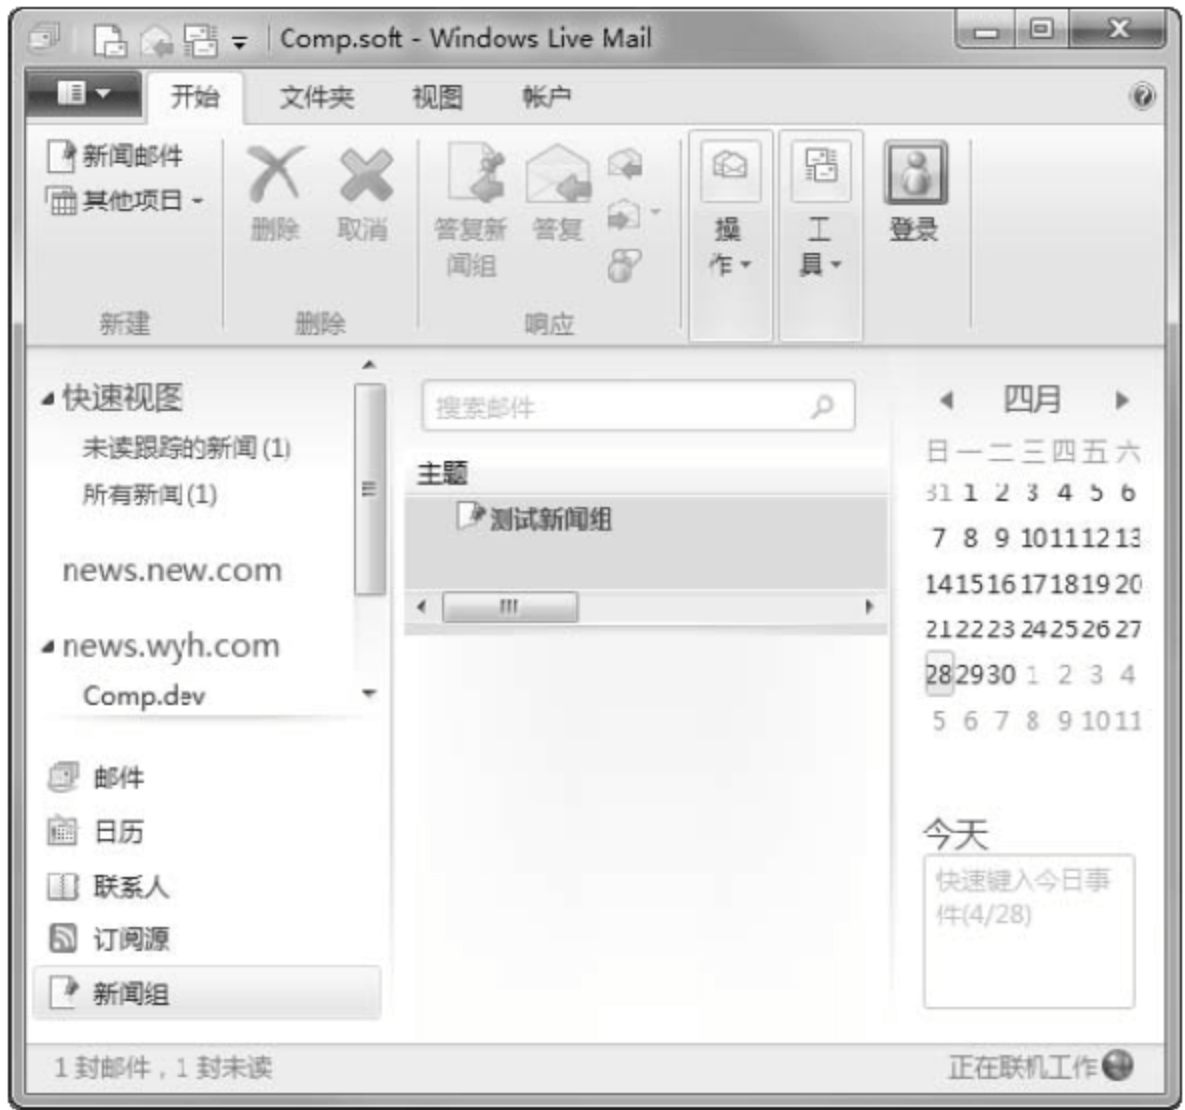 Comp.soft - Windows Live Mail
开始 文件夹 视图 帐户
新闻邮件
其他项目
新建
删除 取消
删除
答复新闻组 答复
响应
操作
工具
登录
快速视图
未读跟踪的新闻(1)
所有新闻(1)
news.new.com
news.wyh.com
Comp.dev
邮件
日历
联系人
订阅源
新闻组
搜索邮件
主题
测试新闻组
四月
日 一 二 三 四 五 六
31 1 2 3 4 5 6
7 8 9 10 11 12 13
14 15 16 17 18 19 20
21 22 23 24 25 26 27
28 29 30 1 2 3 4
5 6 7 8 9 10 11
今天
快速键入今日事
件(4/28)
1 封邮件，1 封未读
正在联机工作